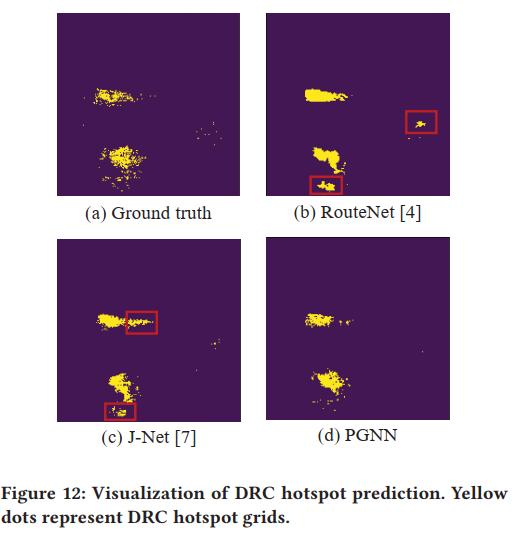 (a) Ground truth
(b) RouteNet [4]
(c) J-Net [7]
(d) PGNN
Figure 12: Visualization of DRC hotspot prediction. Yellow
dots represent DRC hotspot grids.